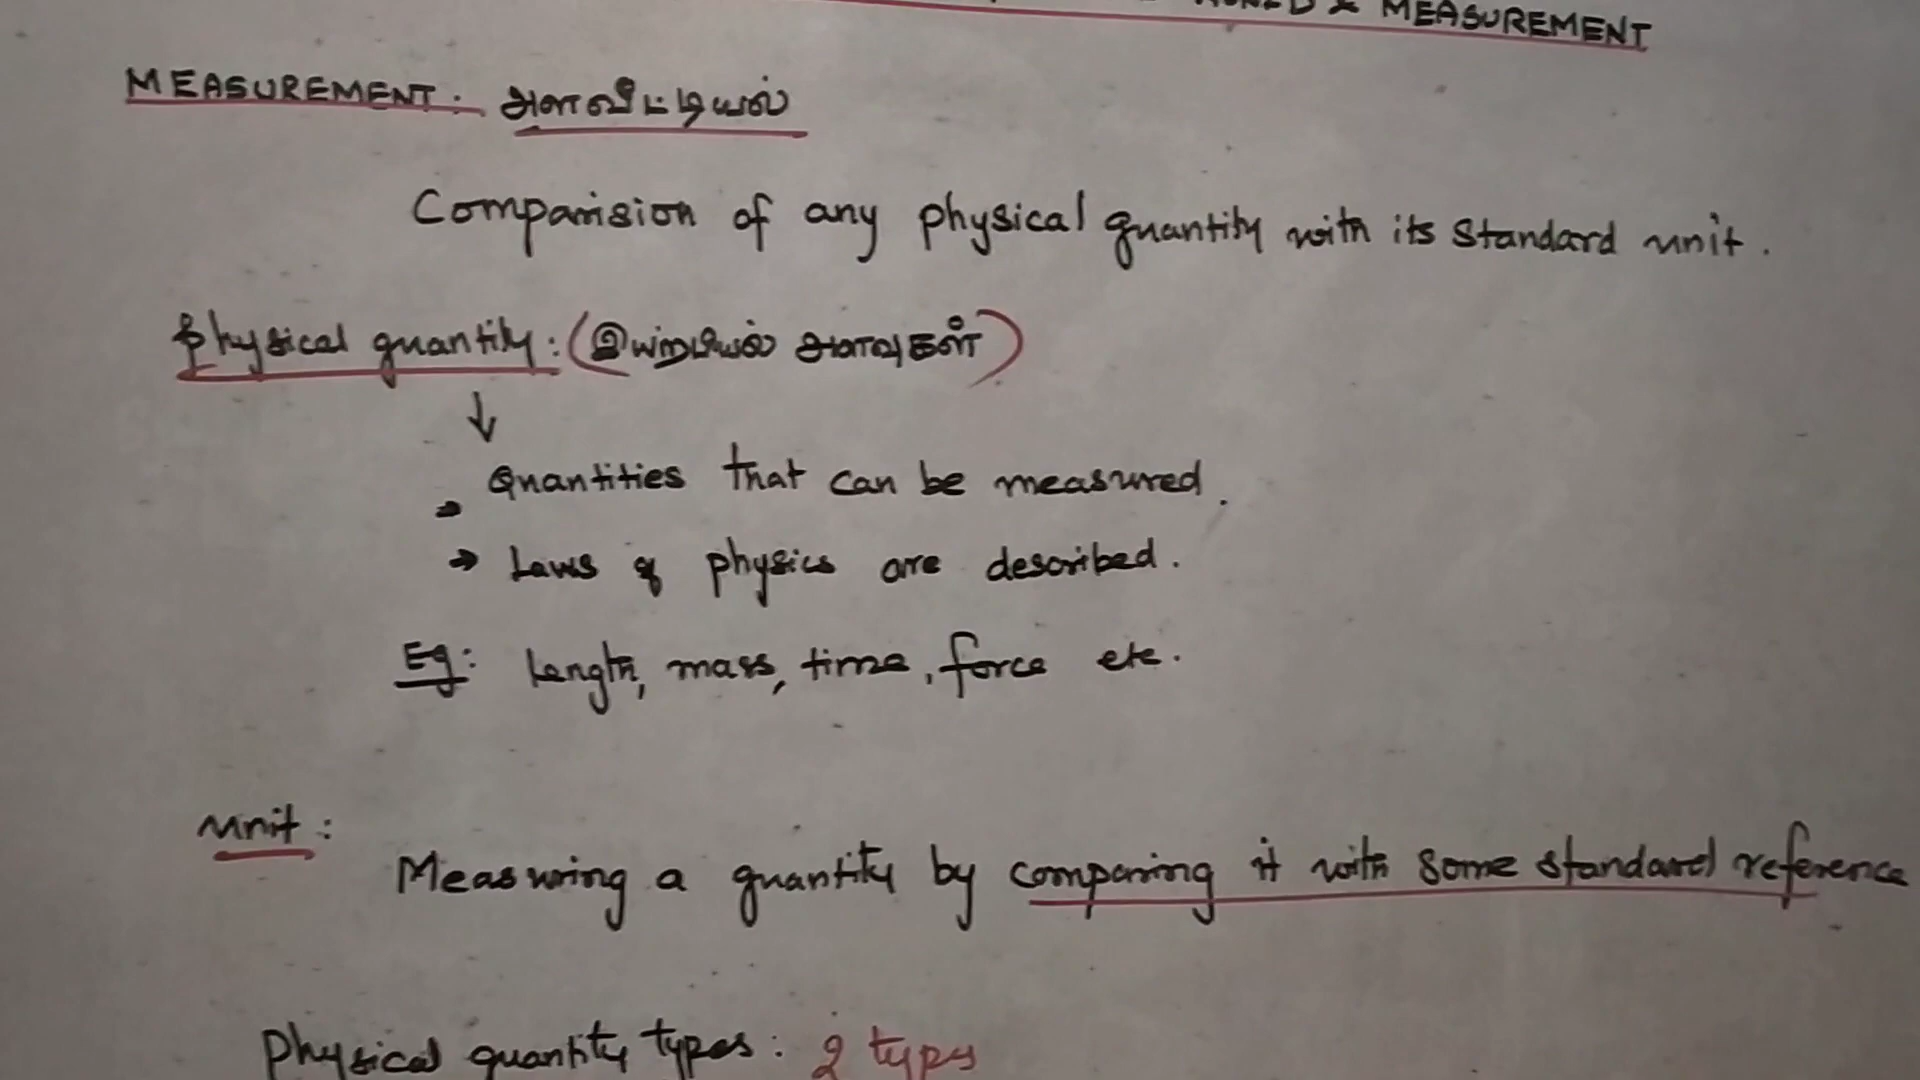 & MEASUREMENT
MEASUREMENT: அளவீட்டியல்
Comparision of any physical quantity with its standard unit.
Physical quantity: (இயற்பியல் அளவுகள்)
↓
Quantities that can be measured.
→ Laws of physics are described.
Eg: Length, mass, time, force etc.
Unit:
Measuring a quantity by comparing it with some standard reference
Physical quantity types: 2 types